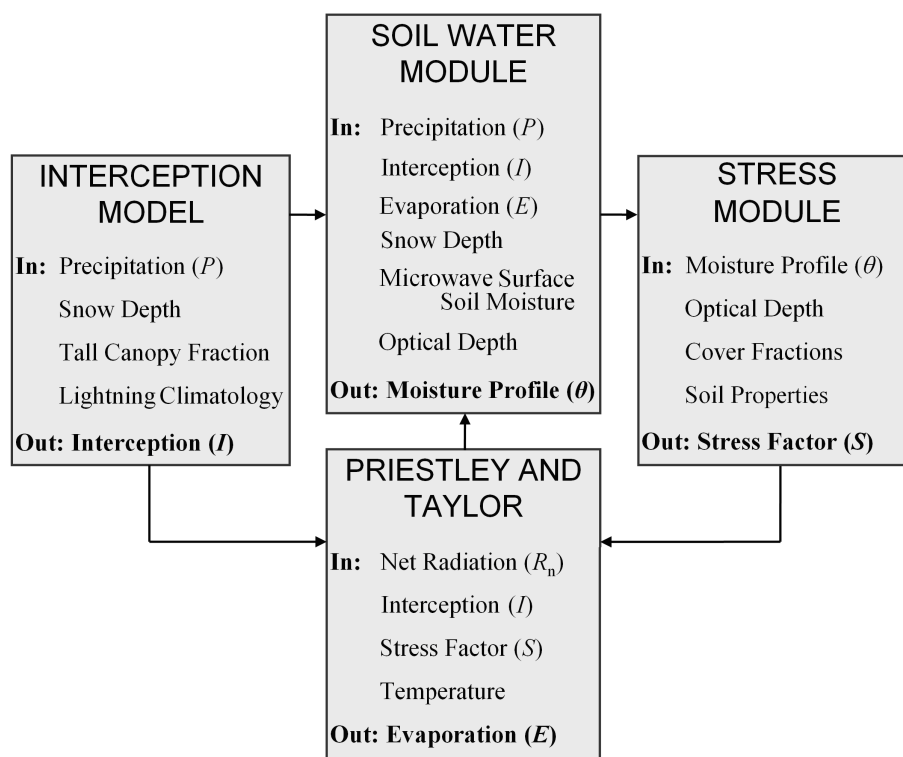 SOIL WATER
MODULE
In: Precipitation (P)
Interception (I)
Evaporation (E)
Snow Depth
Microwave Surface
Soil Moisture
Optical Depth
Out: Moisture Profile (θ)
INTERCEPTION
MODEL
In: Precipitation (P)
Snow Depth
Tall Canopy Fraction
Lightning Climatology
Out: Interception (I)
STRESS
MODULE
In: Moisture Profile (θ)
Optical Depth
Cover Fractions
Soil Properties
Out: Stress Factor (S)
PRIESTLEY AND
TAYLOR
In: Net Radiation (Rn)
Interception (I)
Stress Factor (S)
Temperature
Out: Evaporation (E)